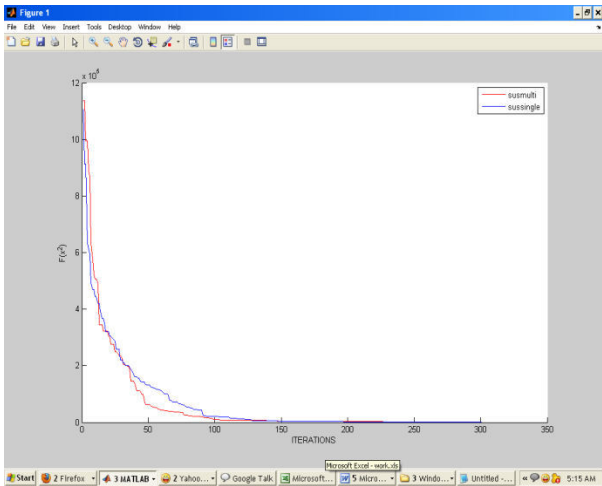 Figure 1
File Edit View Insert Tools Desktop Window Help
x 10⁴
12
10
8
6
4
2
0
F(x²)
0 50 100 150 200 250 300 350
ITERATIONS
susmulti
sussingle
Microsoft Excel - work.xls
Start 2 Firefox 4 3 MATLAB 2 Yahoo... Google Talk Microsoft... 5 Micro... 3 Windo... Untitled -... « 5:15 AM